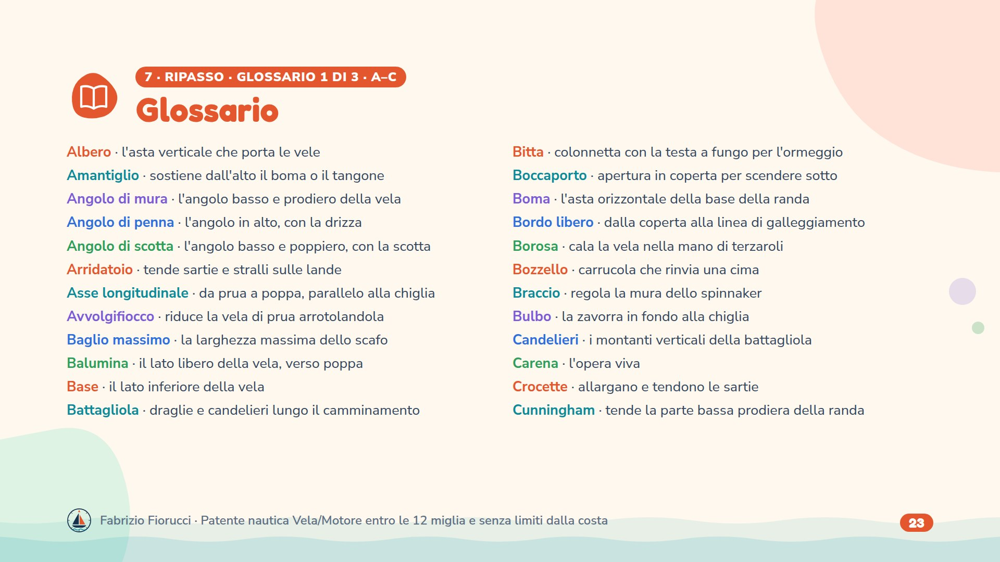 7 · RIPASSO · GLOSSARIO 1 DI 3 · A–C
Glossario
Albero · l'asta verticale che porta le vele
Amantiglio · sostiene dall'alto il boma o il tangone
Angolo di mura · l'angolo basso e prodiero della vela
Angolo di penna · l'angolo in alto, con la drizza
Angolo di scotta · l'angolo basso e poppiero, con la scotta
Arridatoio · tende sartie e stralli sulle lande
Asse longitudinale · da prua a poppa, parallelo alla chiglia
Avvolgifiocco · riduce la vela di prua arrotolandola
Baglio massimo · la larghezza massima dello scafo
Balumina · il lato libero della vela, verso poppa
Base · il lato inferiore della vela
Battagliola · draglie e candelieri lungo il camminamento
Bitta · colonnetta con la testa a fungo per l'ormeggio
Boccaporto · apertura in coperta per scendere sotto
Boma · l'asta orizzontale della base della randa
Bordo libero · dalla coperta alla linea di galleggiamento
Borosa · cala la vela nella mano di terzaroli
Bozzello · carrucola che rinvia una cima
Braccio · regola la mura dello spinnaker
Bulbo · la zavorra in fondo alla chiglia
Candelieri · i montanti verticali della battagliola
Carena · l'opera viva
Crocette · allargano e tendono le sartie
Cunningham · tende la parte bassa prodiera della randa
Fabrizio Fiorucci · Patente nautica Vela/Motore entro le 12 miglia e senza limiti dalla costa
23